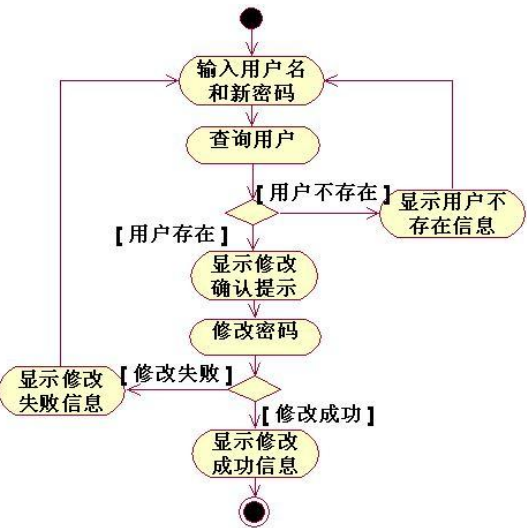 输入用户名
和新密码
查询用户
[用户不存在]
显示用户不
存在信息
[用户存在]
显示修改
确认提示
修改密码
[修改失败]
显示修改
失败信息
[修改成功]
显示修改
成功信息